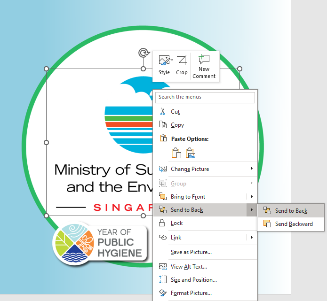 Style
Crop
New
Comment
Search the menus
Cut
Copy
Paste Options:
Change Picture
Group
Bring to Front
Send to Back
Send to Back
Lock
Send Backward
Link
Save as Picture...
View Alt Text...
Size and Position...
Format Picture...
Ministry of Su
and the Env
SINGAP
YEAR OF
PUBLIC
HYGIENE